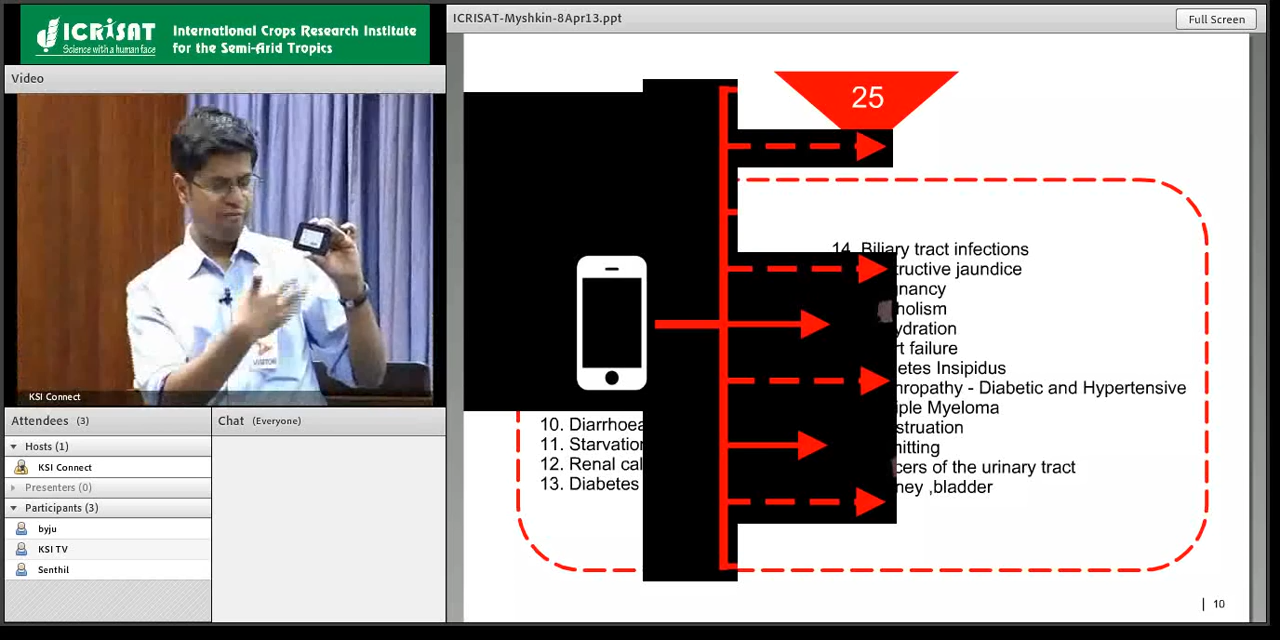 ICRISAT
Science with a human face
International Crops Research Institute
for the Semi-Arid Tropics
Video
KSI Connect
Attendees (3)
Hosts (1)
KSI Connect
Presenters (0)
Participants (3)
byju
KSI TV
Senthil
Chat (Everyone)
ICRISAT-Myshkin-8Apr13.ppt
Full Screen
25
10. Diarrhoea
11. Starvation
12. Renal cal
13. Diabetes
14. Biliary tract infections
tructive jaundice
nancy
holism
ydration
t failure
etes Insipidus
hropathy - Diabetic and Hypertensive
iple Myeloma
struation
mitting
cers of the urinary tract
ney ,bladder
| 10